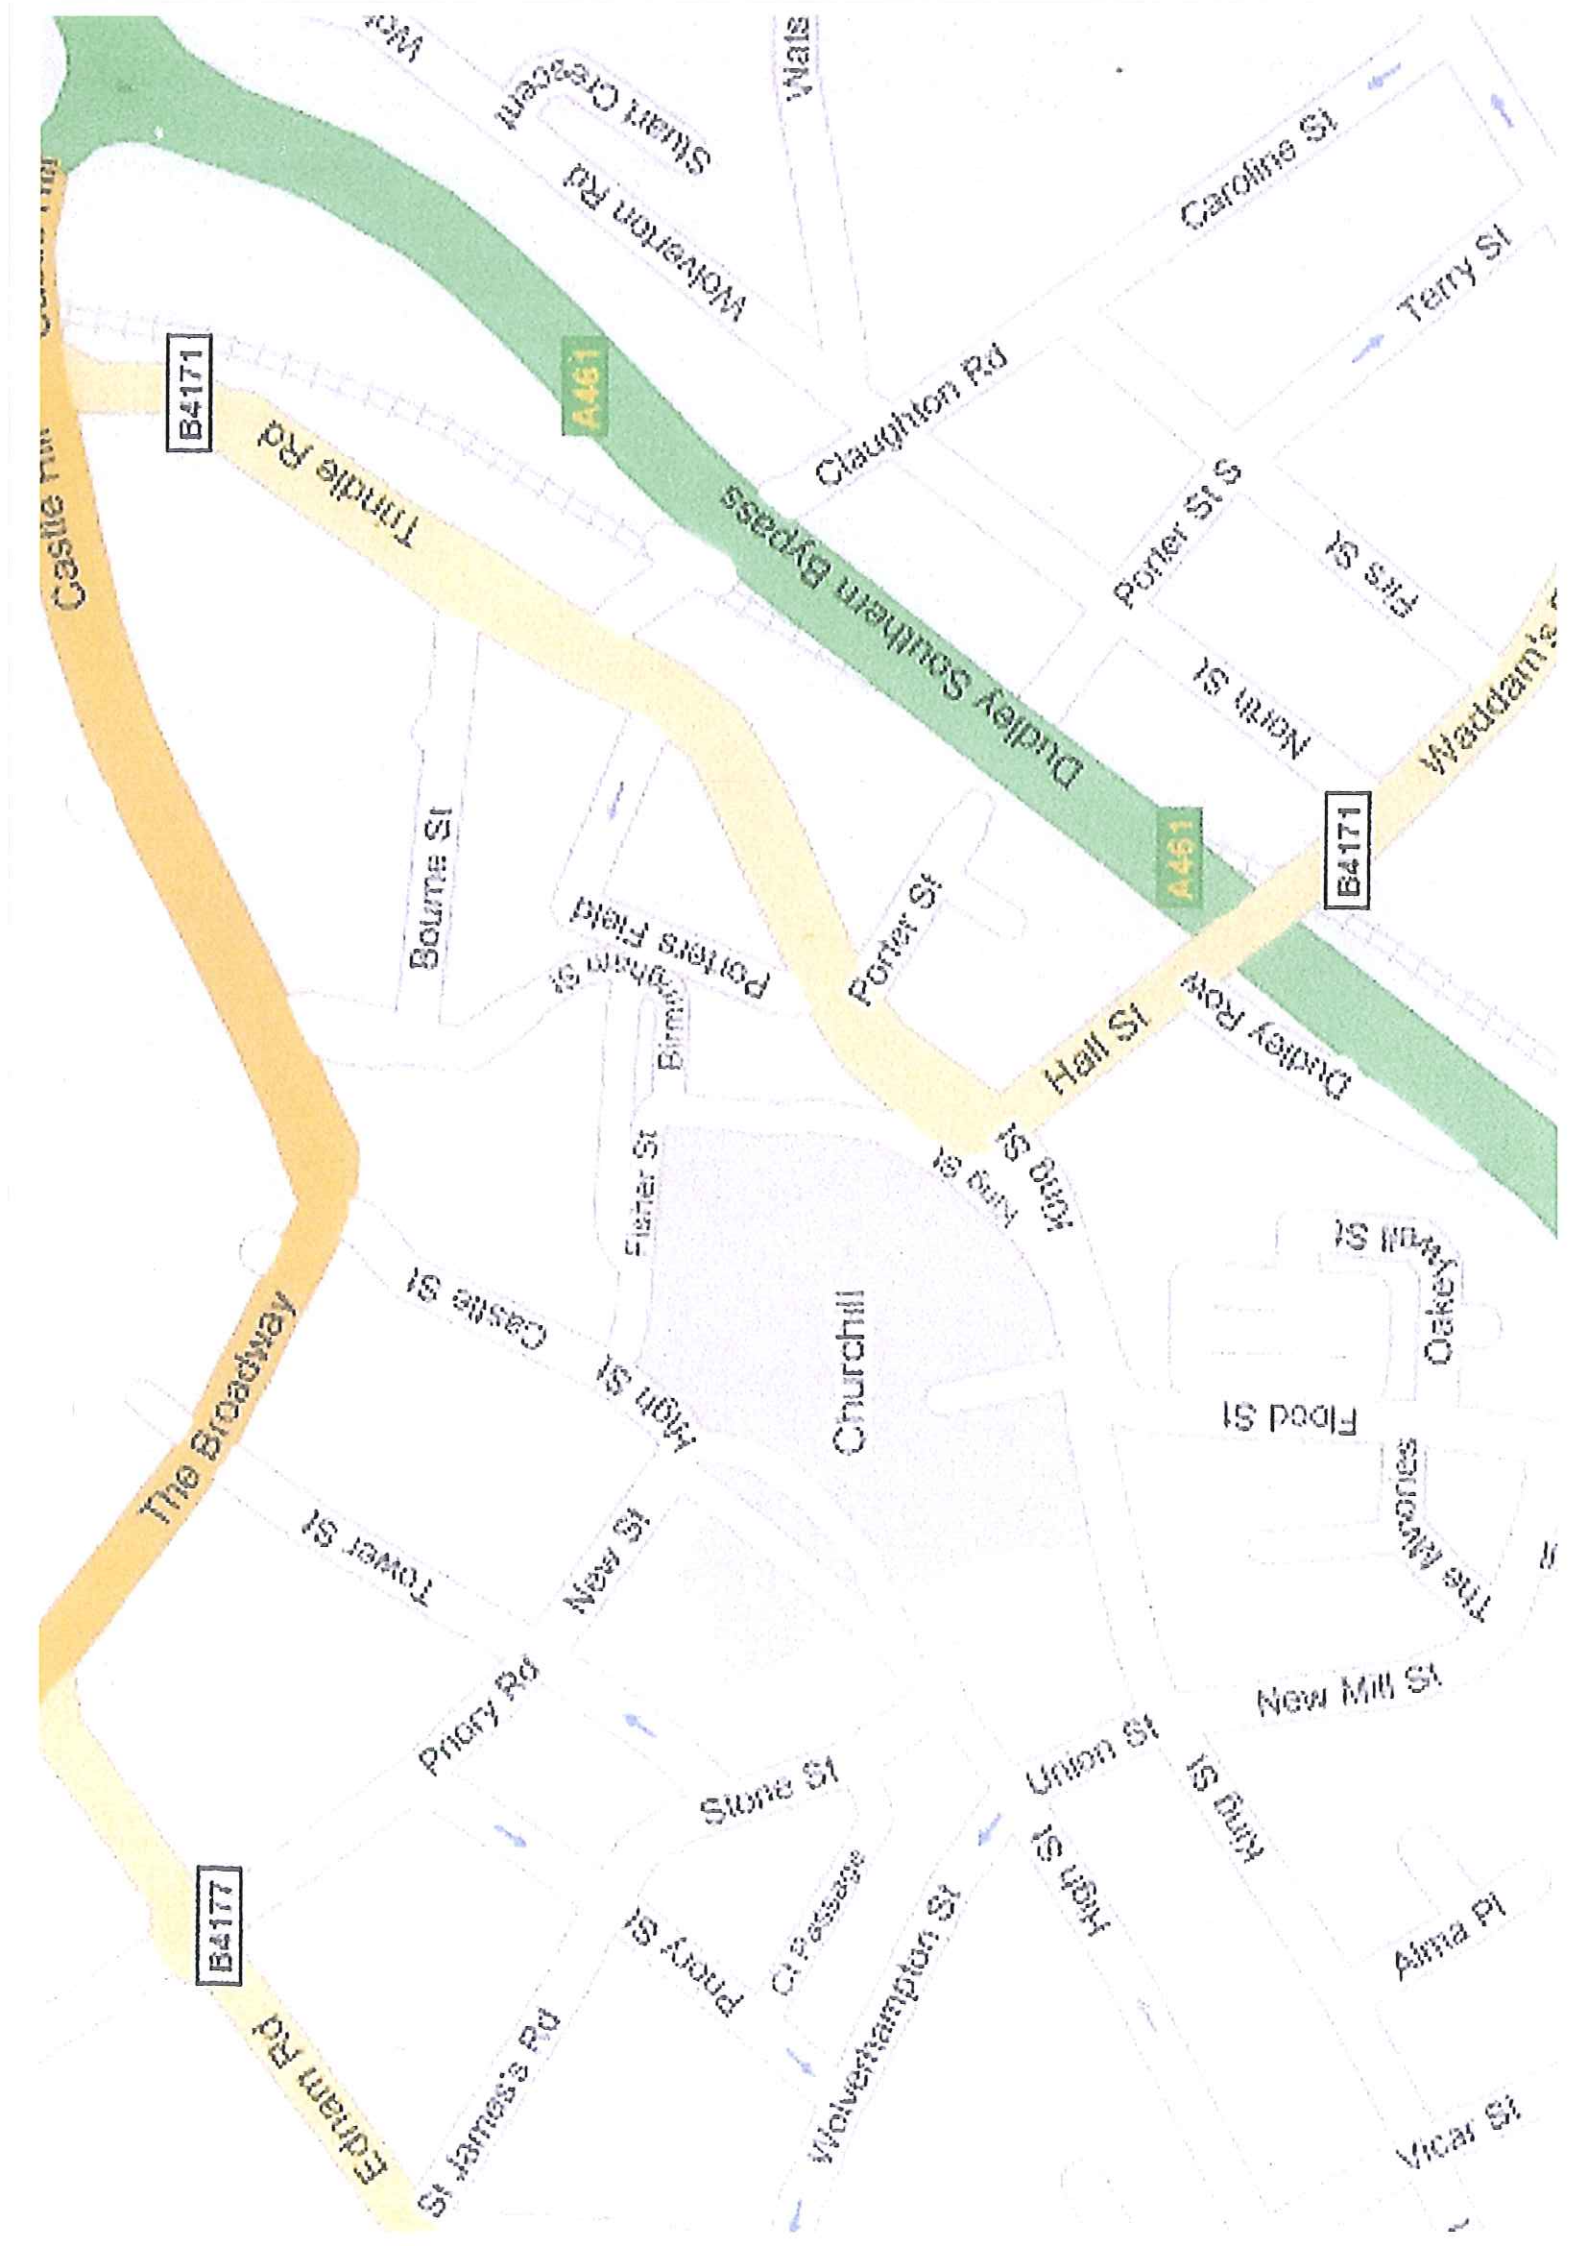 Stuart Crescent
Wolverton Rd
Wats
Caroline St
Terry St
B4171
A461
Castle Hill
Trindle Rd
Claughton Rd
Dudley Southern Bypass
Porter St S
Firs St
North St
Waddam's
Bourne St
Porters Field
Birmingham St
Porter St
A461
B4171
Hall St
Dudley Row
King St
King St
Fisher St
Castle St
High St
The Broadway
Churchill
Oakeywell St
Flood St
The Minories
Tower St
New St
Priory Rd
New Mill St
Stone St
Union St
King St
High St
B4177
Priory St
Ct Passage
Wolverhampton St
Alma Pl
Ednam Rd
St James's Rd
Vicar St